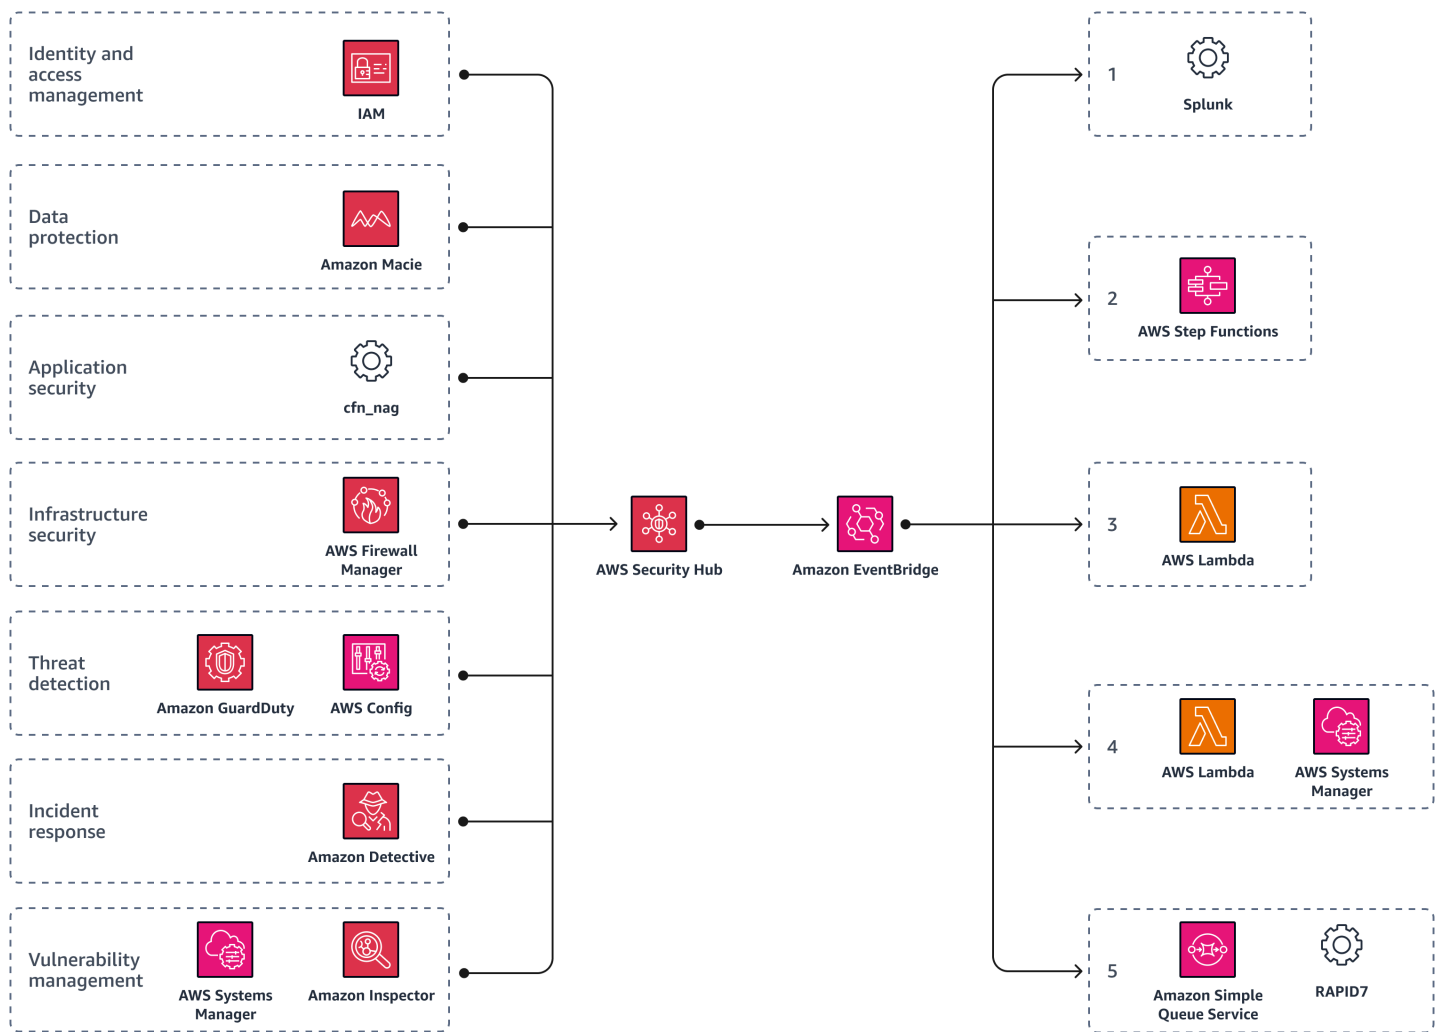 Identity and
access
management
IAM
Data
protection
Amazon Macie
Application
security
cfn_nag
Infrastructure
security
AWS Firewall
Manager
Threat
detection
Amazon GuardDuty
AWS Config
Incident
response
Amazon Detective
Vulnerability
management
AWS Systems
Manager
Amazon Inspector
AWS Security Hub
Amazon EventBridge
1
Splunk
2
AWS Step Functions
3
AWS Lambda
4
AWS Lambda
AWS Systems
Manager
5
Amazon Simple
Queue Service
RAPID7